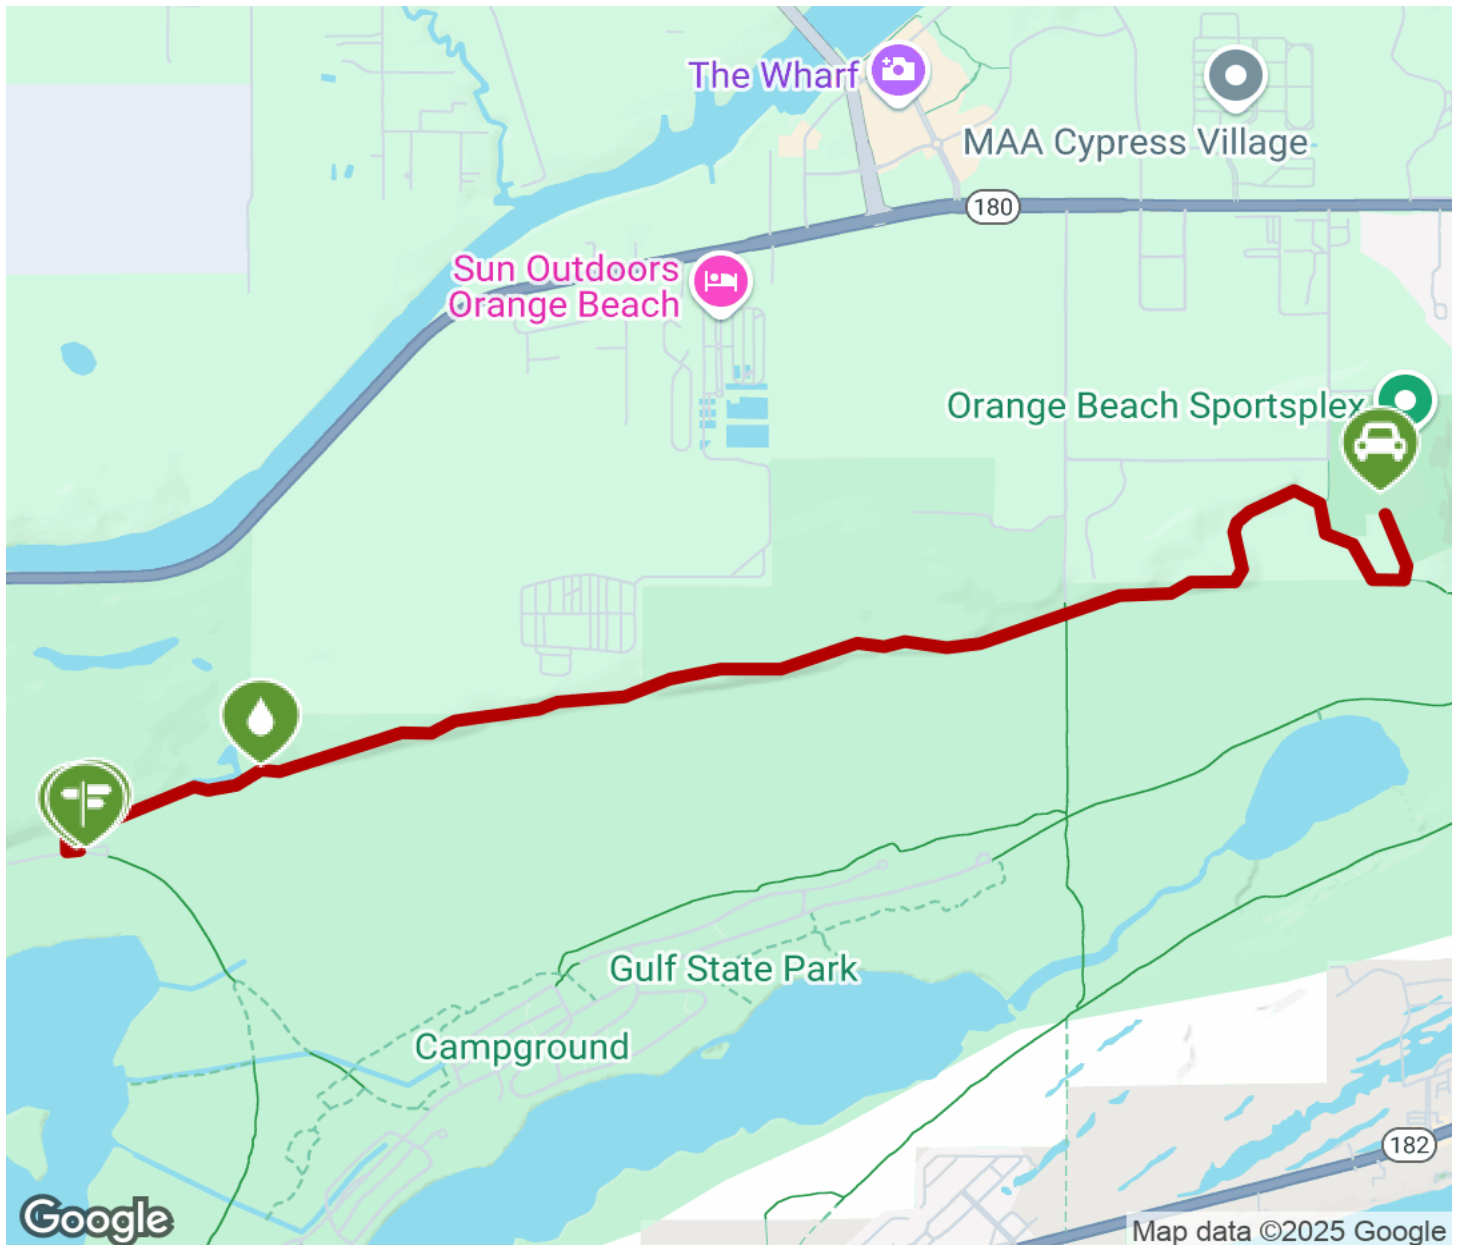 The Wharf
MAA Cypress Village
180
Sun Outdoors
Orange Beach
Orange Beach Sportsplex
Gulf State Park
Campground
182
Google
Map data ©2025 Google